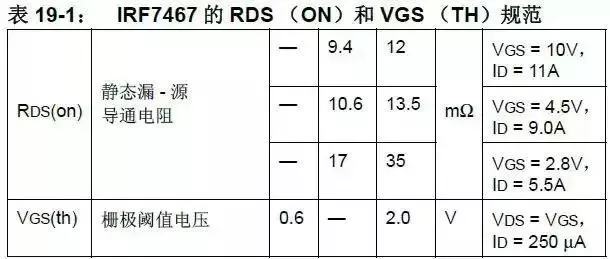 表 19-1： IRF7467 的 RDS （ON）和 VGS （TH）规范
RDS(on) 静态漏 - 源 导通电阻 — 9.4 12 mΩ VGS = 10V， ID = 11A
— 10.6 13.5 VGS = 4.5V， ID = 9.0A
— 17 35 VGS = 2.8V， ID = 5.5A
VGS(th) 栅极阈值电压 0.6 — 2.0 V VDS = VGS， ID = 250 μA